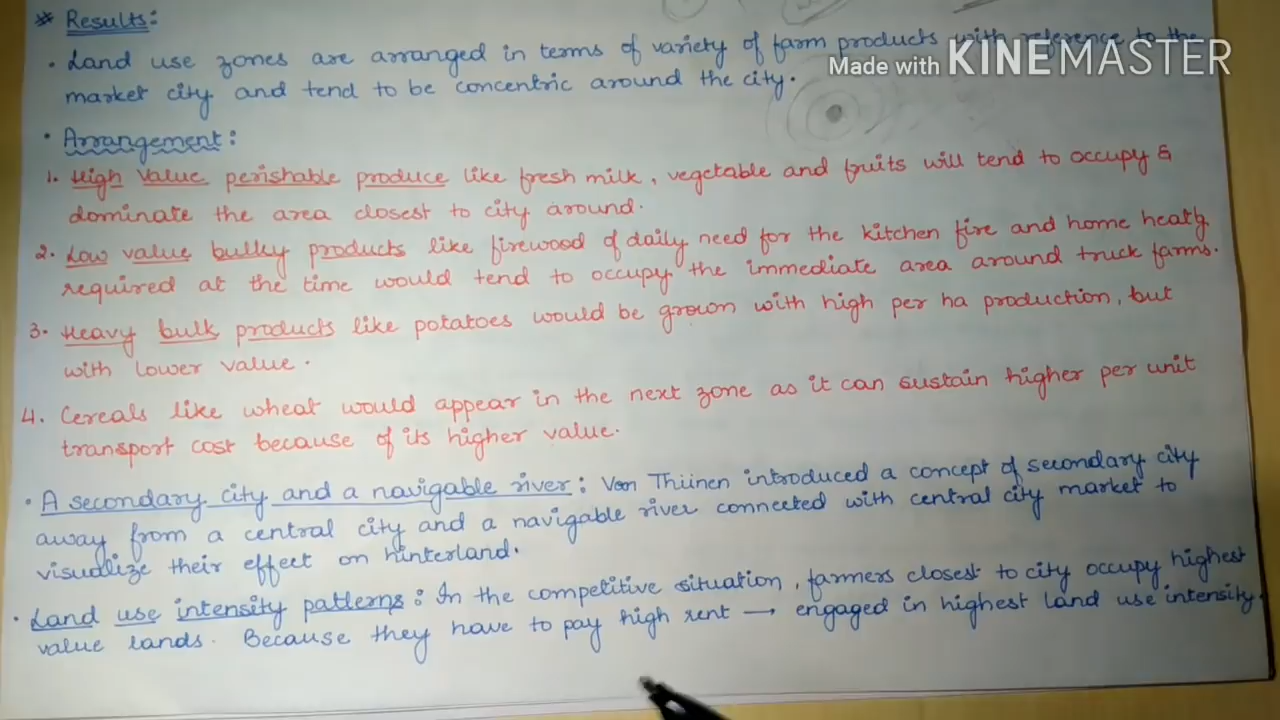 * Results:
• Land use zones are arranged in terms of variety of farm products with reference to the
Made with KINEMASTER
market city and tend to be concentric around the city.
• Arrangement:
1. High value perishable produce like fresh milk, vegetable and fruits will tend to occupy &
dominate the area closest to city around.
2. Low value bulky products like firewood of daily need for the kitchen fire and home heatg
required at the time would tend to occupy the immediate area around truck farms.
3. Heavy bulk products like potatoes would be grown with high per ha production, but
with lower value.
4. Cereals like wheat would appear in the next zone as it can sustain higher per unit
transport cost because of its higher value.
• A secondary city and a navigable river: Von Thünen introduced a concept of secondary city
away from a central city and a navigable river connected with central city market to
visualize their effect on hinterland.
• Land use intensity patterns: In the competitive situation, farmers closest to city occupy highest
value lands. Because they have to pay high rent → engaged in highest land use intensity.